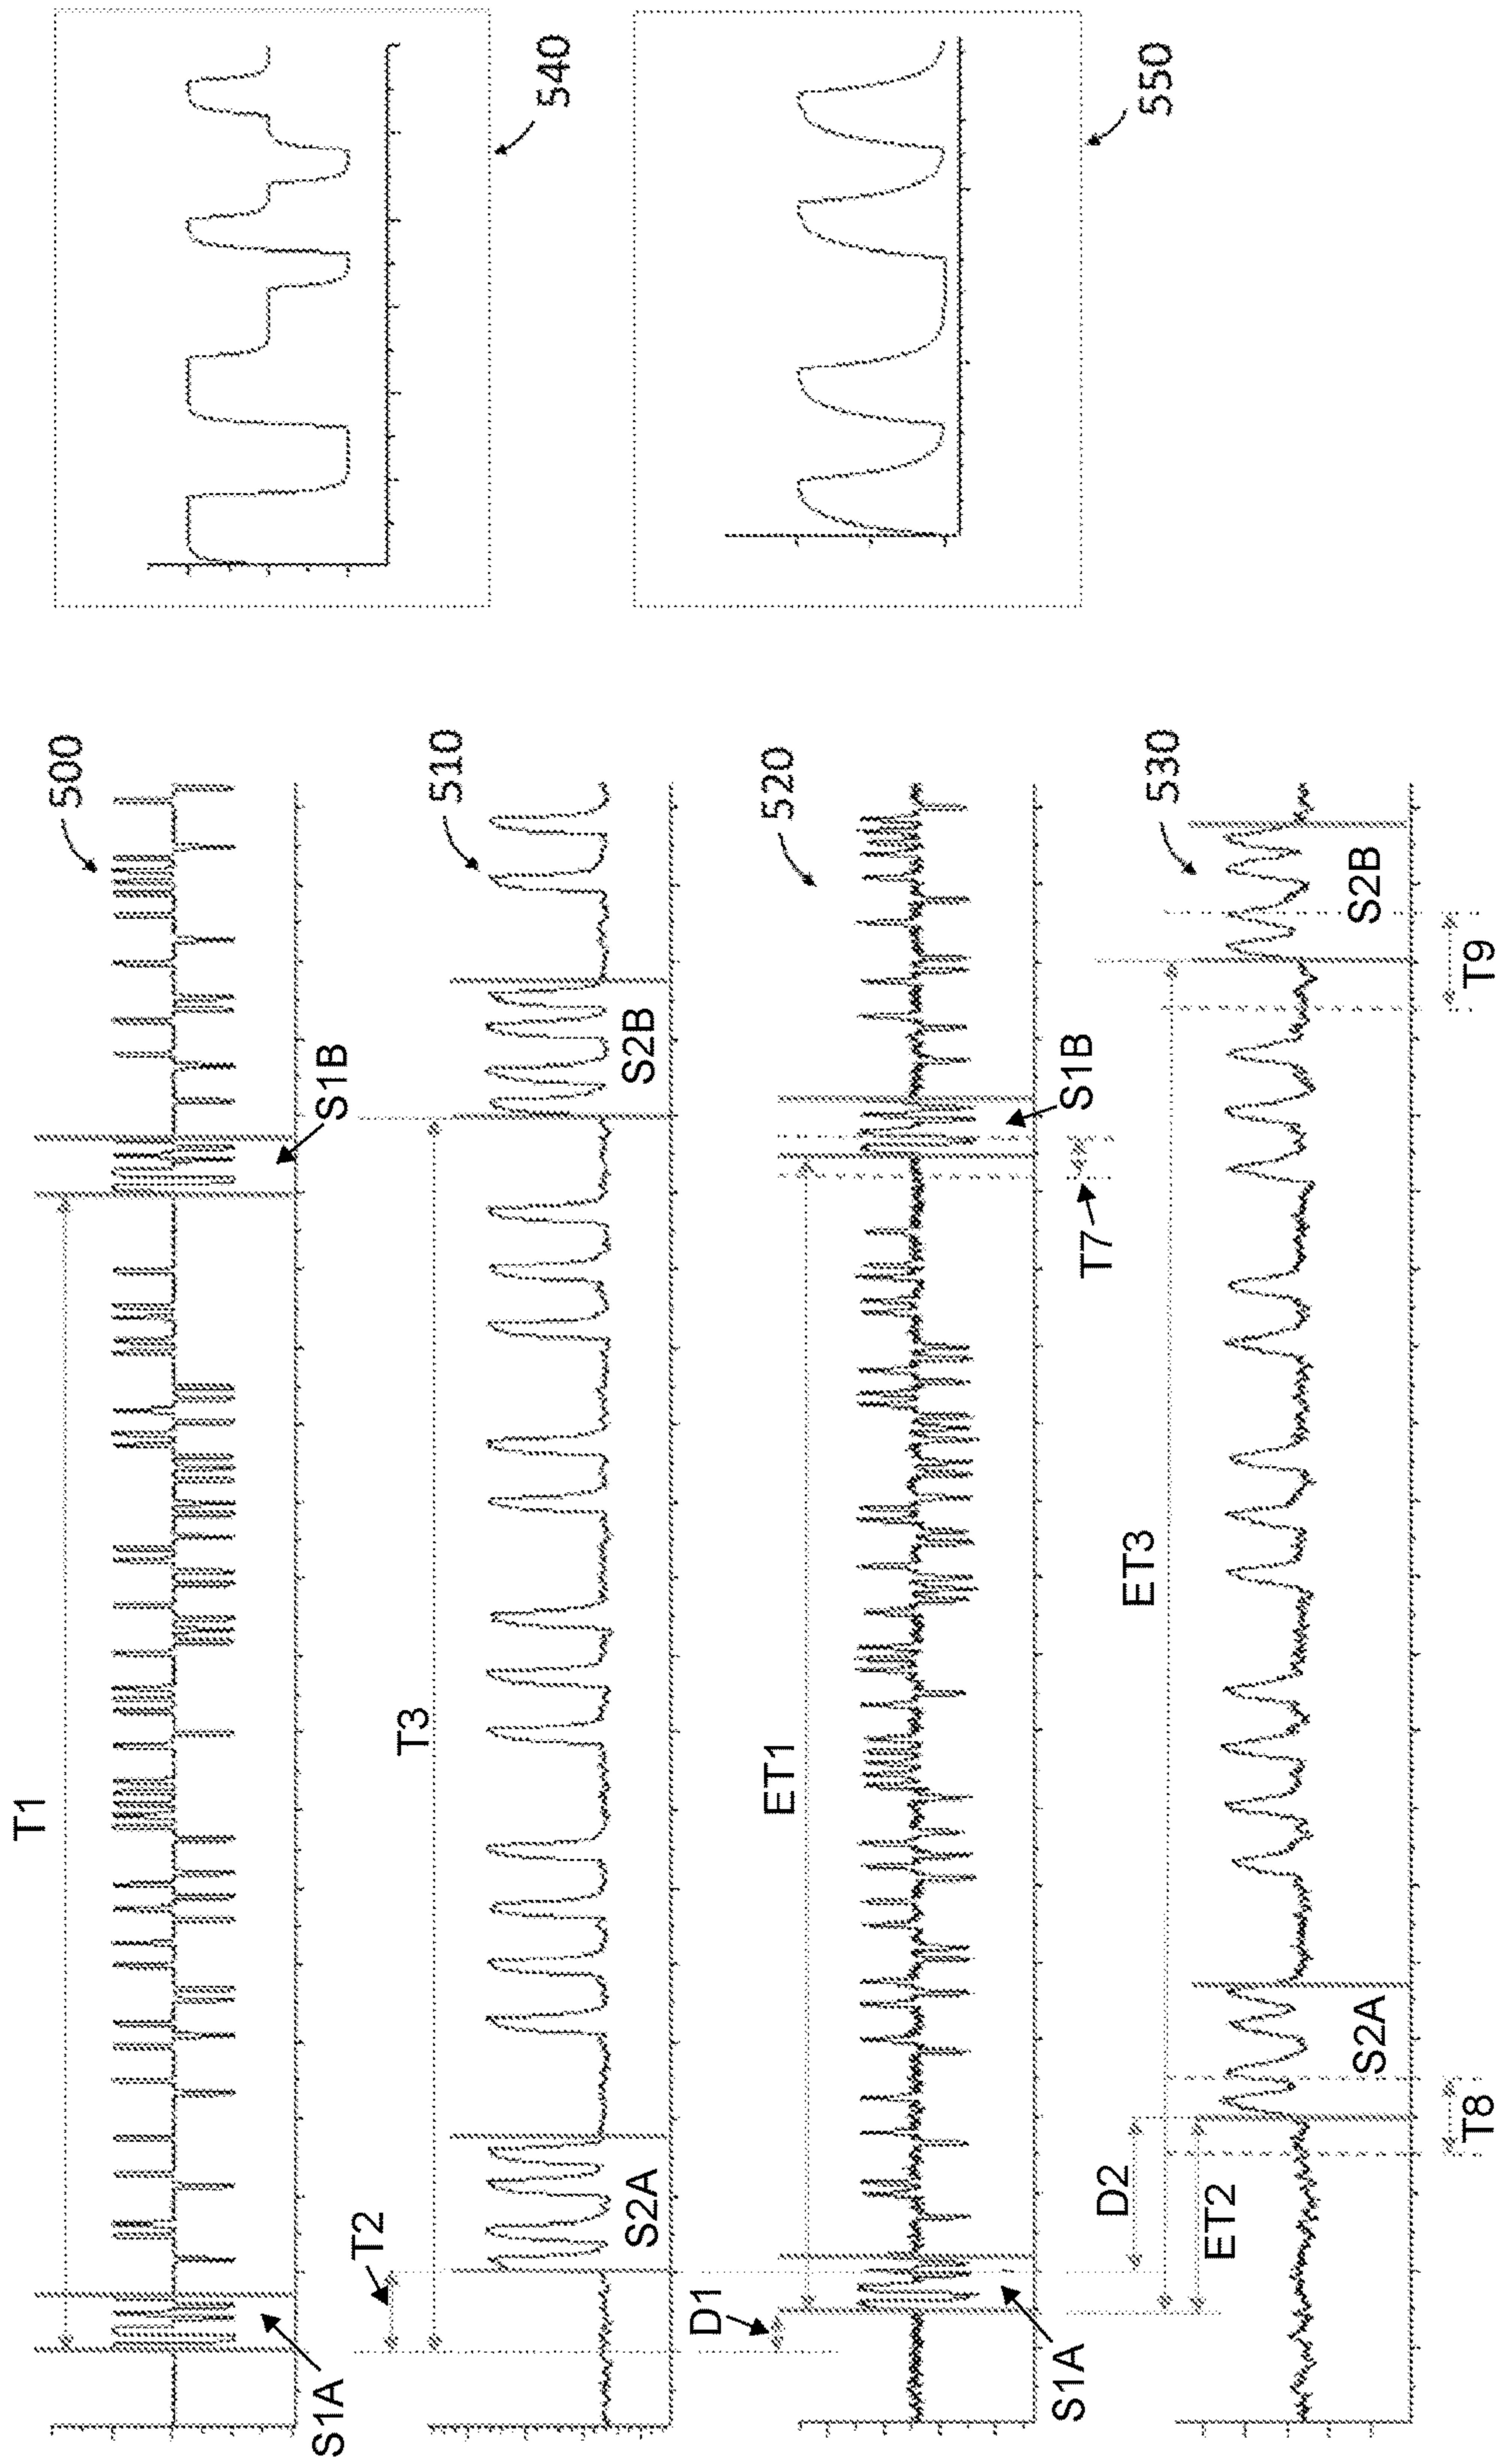 T1
500
S1A
S1B
T2
T3
510
S2A
S2B
D1
ET1
520
S1A
T7
S1B
D2
ET2
ET3
530
S2A
S2B
T8
T9
540
550